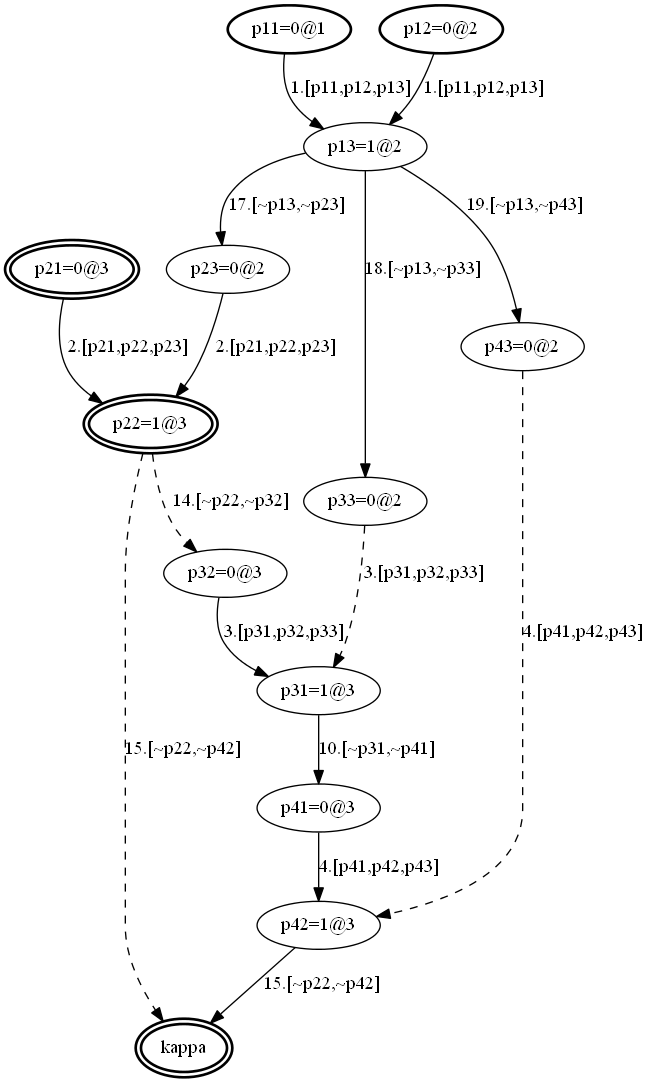 p11=0@1
p12=0@2
1.[p11,p12,p13]
1.[p11,p12,p13]
p13=1@2
17.[~p13,~p23]
19.[~p13,~p43]
p21=0@3
p23=0@2
18.[~p13,~p33]
2.[p21,p22,p23]
2.[p21,p22,p23]
p43=0@2
p22=1@3
14.[~p22,~p32]
p33=0@2
p32=0@3
3.[p31,p32,p33]
3.[p31,p32,p33]
4.[p41,p42,p43]
p31=1@3
15.[~p22,~p42]
10.[~p31,~p41]
p41=0@3
4.[p41,p42,p43]
p42=1@3
15.[~p22,~p42]
kappa